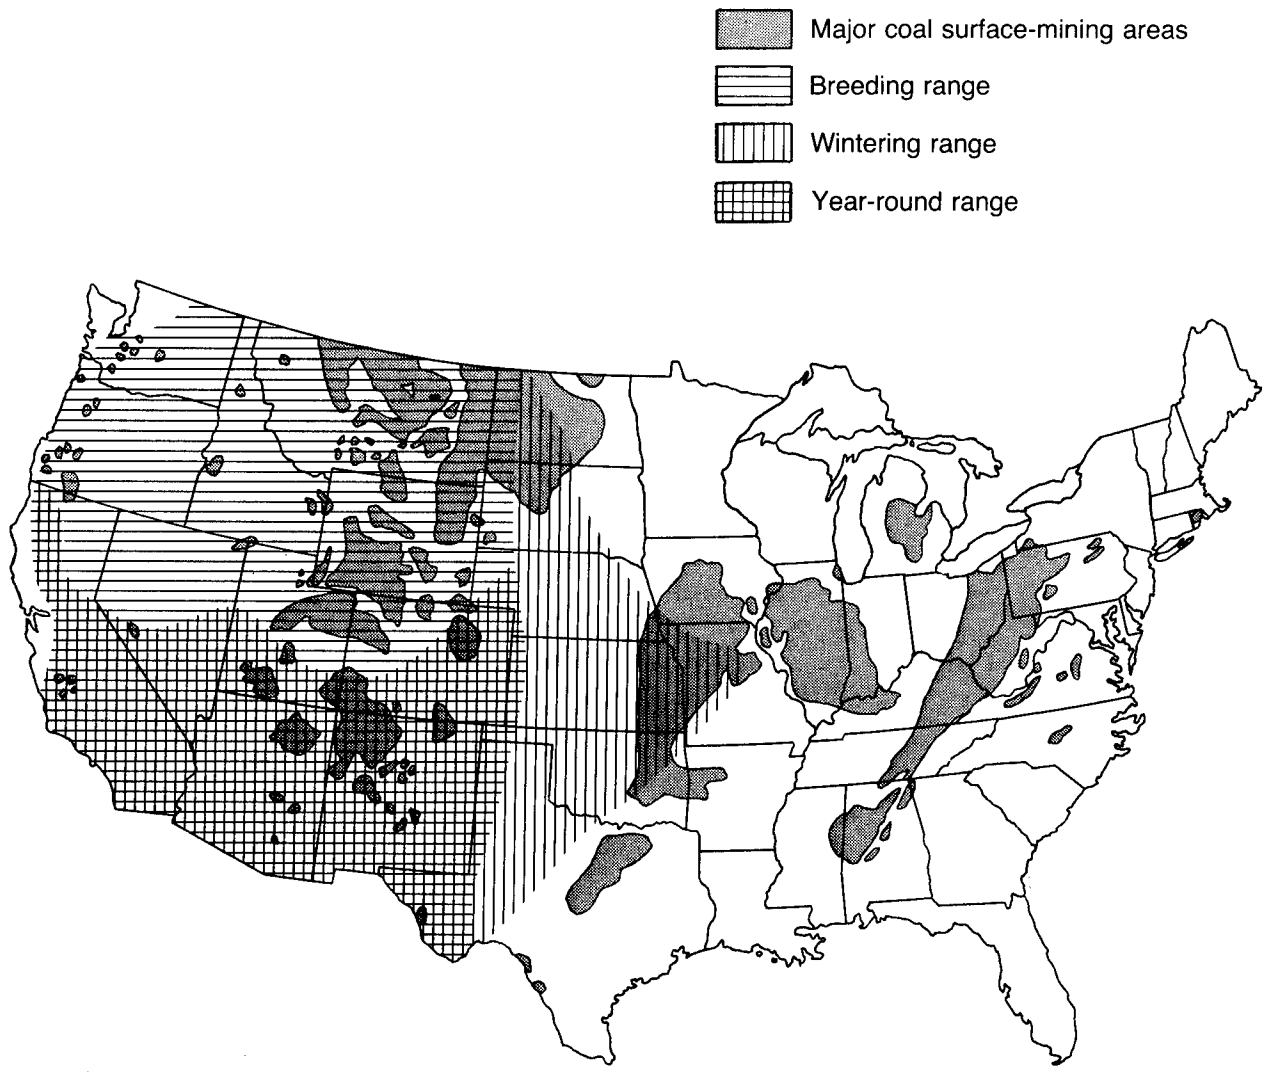 Major coal surface-mining areas
Breeding range
Wintering range
Year-round range